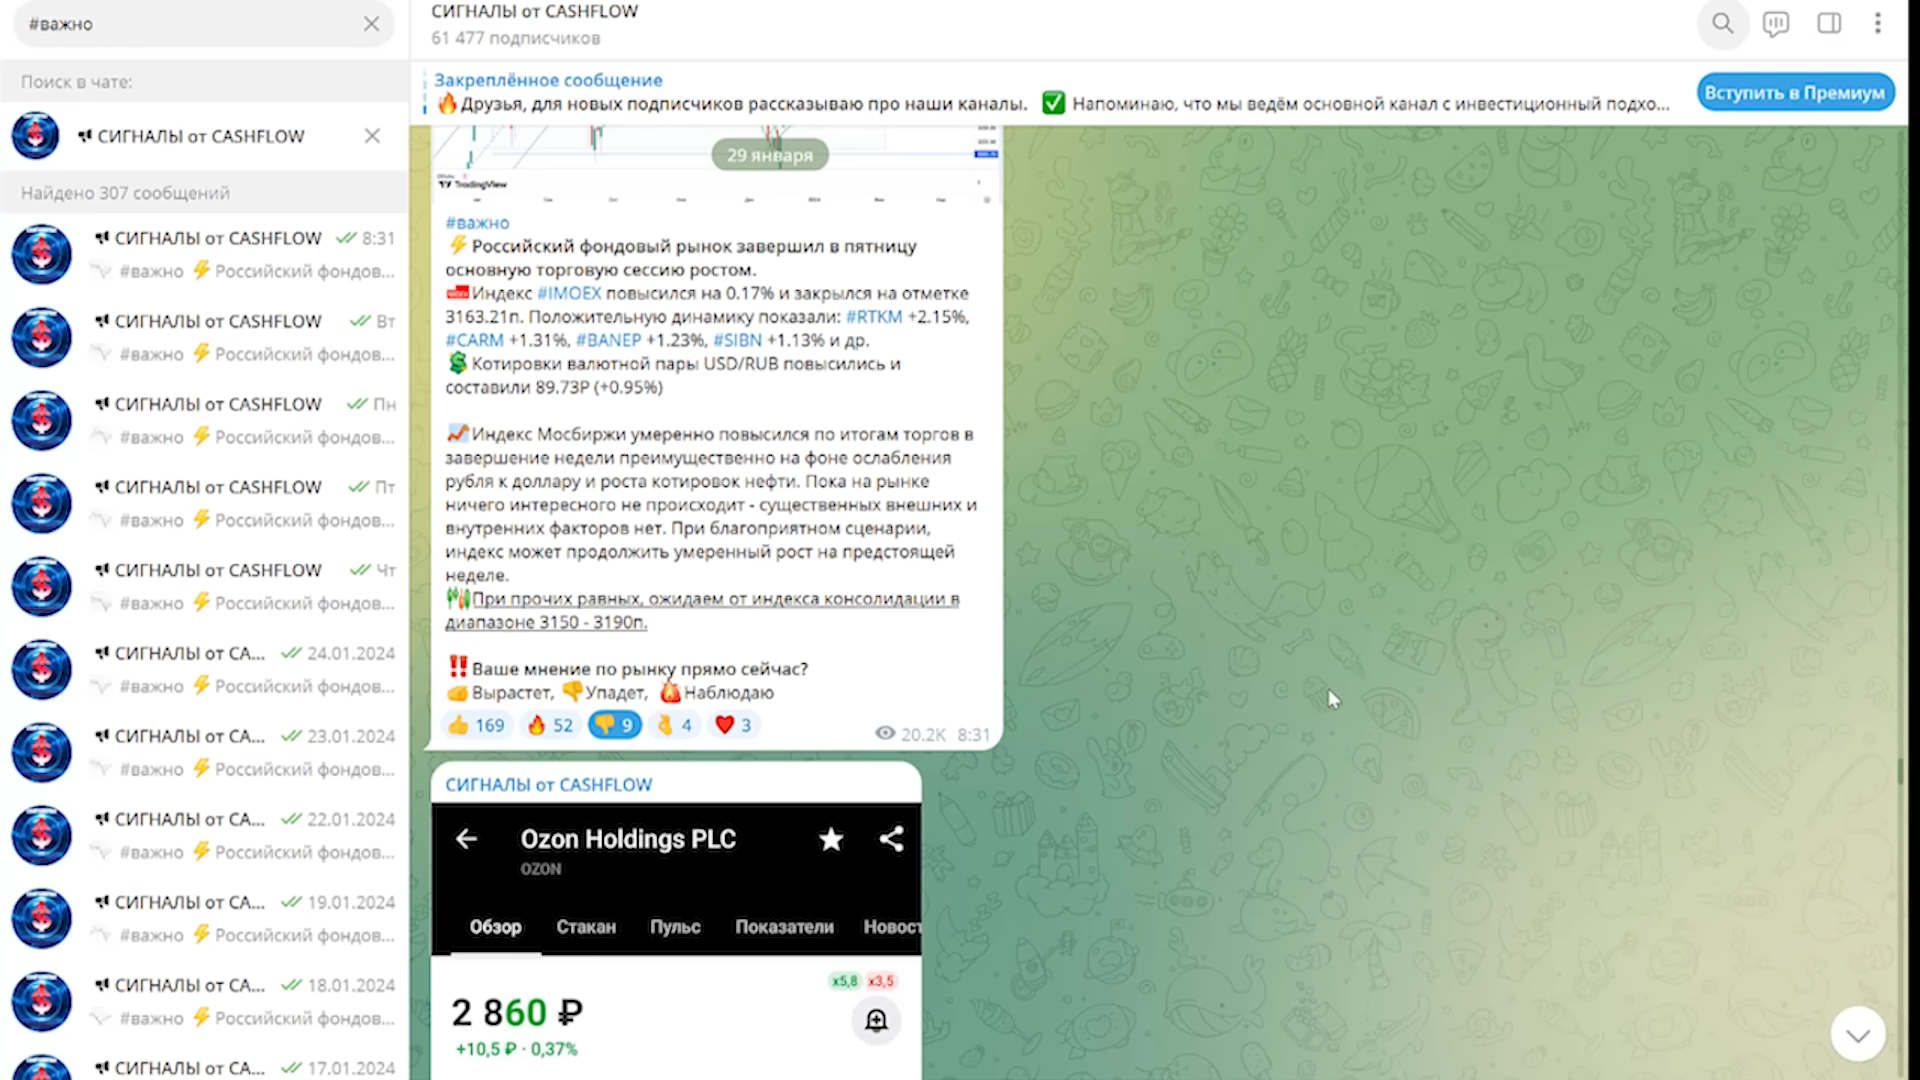 #важно
Поиск в чате:
СИГНАЛЫ от CASHFLOW
Найдено 307 сообщений
СИГНАЛЫ от CASHFLOW 8:31
#важно ⚡Российский фондов...
СИГНАЛЫ от CASHFLOW Вт
#важно ⚡Российский фондов...
СИГНАЛЫ от CASHFLOW Пн
#важно ⚡Российский фондов...
СИГНАЛЫ от CASHFLOW Пт
#важно ⚡Российский фондов...
СИГНАЛЫ от CASHFLOW Чт
#важно ⚡Российский фондов...
СИГНАЛЫ от CA... 24.01.2024
#важно ⚡Российский фондов...
СИГНАЛЫ от CA... 23.01.2024
#важно ⚡Российский фондов...
СИГНАЛЫ от CA... 22.01.2024
#важно ⚡Российский фондов...
СИГНАЛЫ от CA... 19.01.2024
#важно ⚡Российский фондов...
СИГНАЛЫ от CA... 18.01.2024
#важно ⚡Российский фондов...
СИГНАЛЫ от CA... 17.01.2024
СИГНАЛЫ от CASHFLOW
61 477 подписчиков
Закреплённое сообщение
🔥Друзья, для новых подписчиков рассказываю про наши каналы. ✅ Напоминаю, что мы ведём основной канал с инвестиционный подхо...
Вступить в Премиум
29 января
TradingView
#важно
⚡Российский фондовый рынок завершил в пятницу
основную торговую сессию ростом.
Индекс #IMOEX повысился на 0.17% и закрылся на отметке
3163.21п. Положительную динамику показали: #RTKM +2.15%,
#CARM +1.31%, #BANEP +1.23%, #SIBN +1.13% и др.
💲Котировки валютной пары USD/RUB повысились и
составили 89.73Р (+0.95%)
📈Индекс Мосбиржи умеренно повысился по итогам торгов в
завершение недели преимущественно на фоне ослабления
рубля к доллару и роста котировок нефти. Пока на рынке
ничего интересного не происходит - существенных внешних и
внутренних факторов нет. При благоприятном сценарии,
индекс может продолжить умеренный рост на предстоящей
неделе.
При прочих равных, ожидаем от индекса консолидации в
диапазоне 3150 - 3190п.
‼️Ваше мнение по рынку прямо сейчас?
Вырастет, 👎Упадет, Наблюдаю
👍 169 🔥 52 👎 9 👌 4 ❤️ 3 20.2K 8:31
СИГНАЛЫ от CASHFLOW
Ozon Holdings PLC
OZON
Обзор Стакан Пульс Показатели Новост
x5,8 x3,5
2 860 ₽
+10,5 ₽ · 0,37%